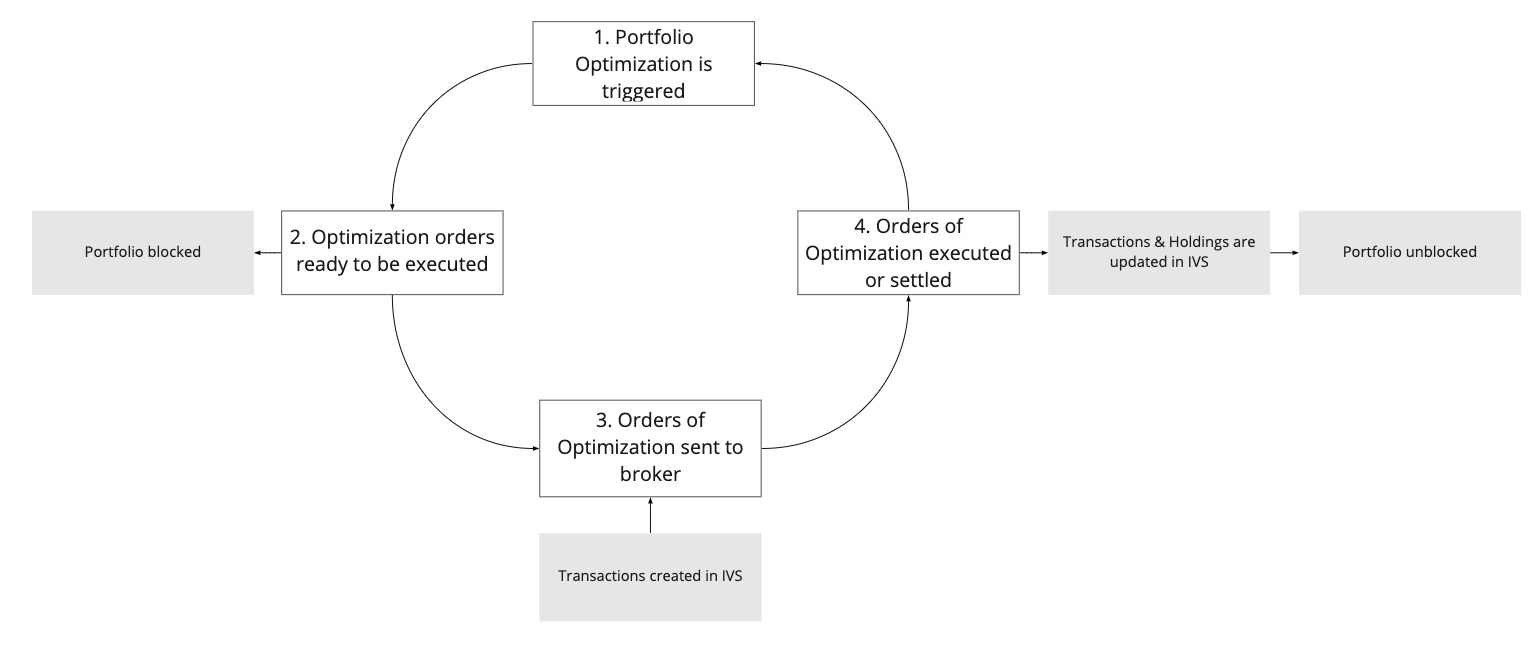 1. Portfolio
Optimization is
triggered
Portfolio blocked
2. Optimization orders
ready to be executed
4. Orders of
Optimization executed
or settled
Transactions & Holdings are
updated in IVS
Portfolio unblocked
3. Orders of
Optimization sent to
broker
Transactions created in IVS